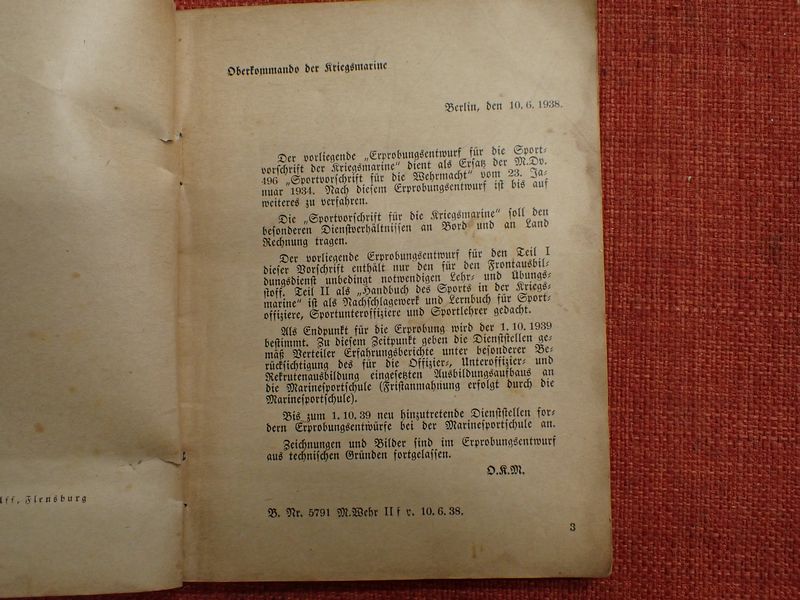 Oberkommando der Kriegsmarine
Berlin, den 10. 6. 1938.
Der vorliegende „Erprobungsentwurf für die Sport-
vorschrift der Kriegsmarine“ dient als Ersatz der M.Dv.
496 „Sportvorschrift für die Wehrmacht“ vom 23. Ja-
nuar 1934. Nach diesem Erprobungsentwurf ist bis auf
weiteres zu verfahren.
Die „Sportvorschrift für die Kriegsmarine“ soll den
besonderen Dienstverhältnissen an Bord und an Land
Rechnung tragen.
Der vorliegende Erprobungsentwurf für den Teil I
dieser Vorschrift enthält nur den für den Frontausbil-
dungsdienst unbedingt notwendigen Lehr- und Übungs-
stoff. Teil II als „Handbuch des Sports in der Kriegs-
marine“ ist als Nachschlagewerk und Lernbuch für Sport-
offiziere, Sportunteroffiziere und Sportlehrer gedacht.
Als Endpunkt für die Erprobung wird der 1. 10. 1939
bestimmt. Zu diesem Zeitpunkt geben die Dienststellen ge-
mäß Verteiler Erfahrungsberichte unter besonderer Be-
rücksichtigung des für die Offizier-, Unteroffizier- und
Rekrutenausbildung eingesetzten Ausbildungsaufbaus an
die Marinesportschule (Fristanmahnung erfolgt durch die
Marinesportschule).
Bis zum 1. 10. 39 neu hinzutretende Dienststellen for-
dern Erprobungsentwürfe bei der Marinesportschule an.
Zeichnungen und Bilder sind im Erprobungsentwurf
aus technischen Gründen fortgelassen.
O.K.M.
B. Nr. 5791 M.Wehr II f v. 10. 6. 38.
3
lff, Flensburg